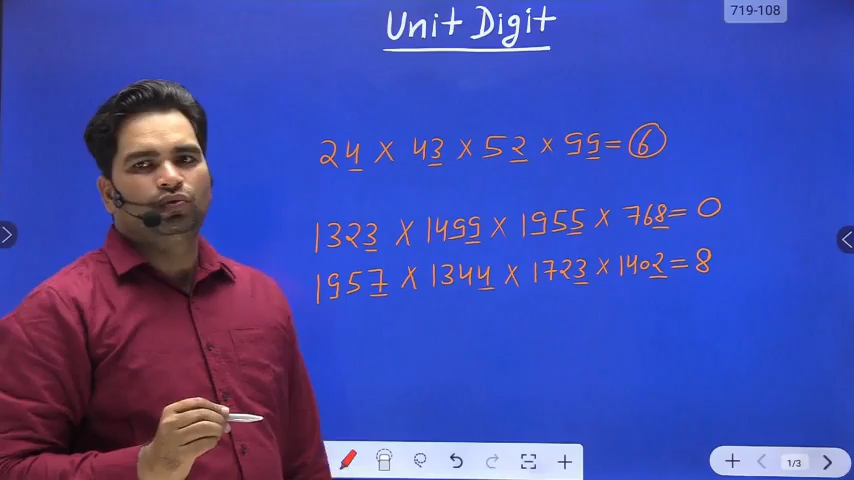 719-108
Unit Digit
24 × 43 × 52 × 99 = 6
1323 × 1499 × 1955 × 768 = 0
1957 × 1344 × 1723 × 1402 = 8
1/3